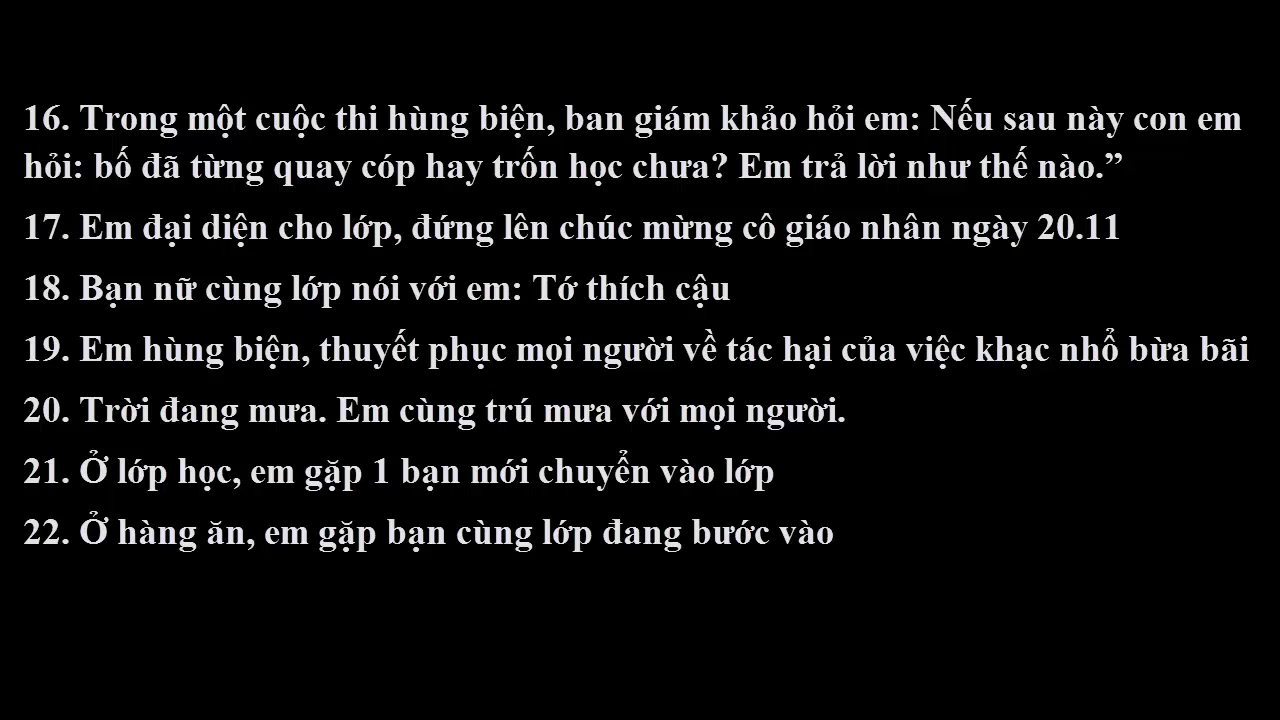 16. Trong một cuộc thi hùng biện, ban giám khảo hỏi em: Nếu sau này con em
hỏi: bố đã từng quay cóp hay trốn học chưa? Em trả lời như thế nào.”
17. Em đại diện cho lớp, đứng lên chúc mừng cô giáo nhân ngày 20.11
18. Bạn nữ cùng lớp nói với em: Tớ thích cậu
19. Em hùng biện, thuyết phục mọi người về tác hại của việc khạc nhổ bừa bãi
20. Trời đang mưa. Em cùng trú mưa với mọi người.
21. Ở lớp học, em gặp 1 bạn mới chuyển vào lớp
22. Ở hàng ăn, em gặp bạn cùng lớp đang bước vào